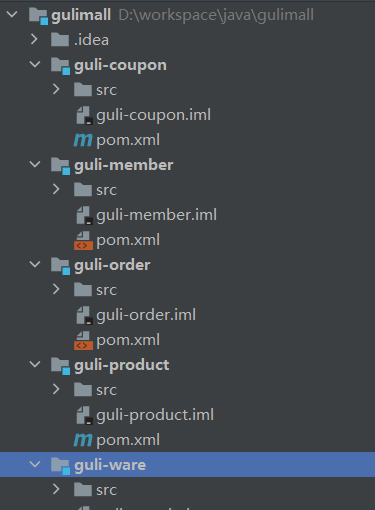 gulimall D:\workspace\java\gulimall
.idea
guli-coupon
src
guli-coupon.iml
pom.xml
guli-member
src
guli-member.iml
pom.xml
guli-order
src
guli-order.iml
pom.xml
guli-product
src
guli-product.iml
pom.xml
guli-ware
src